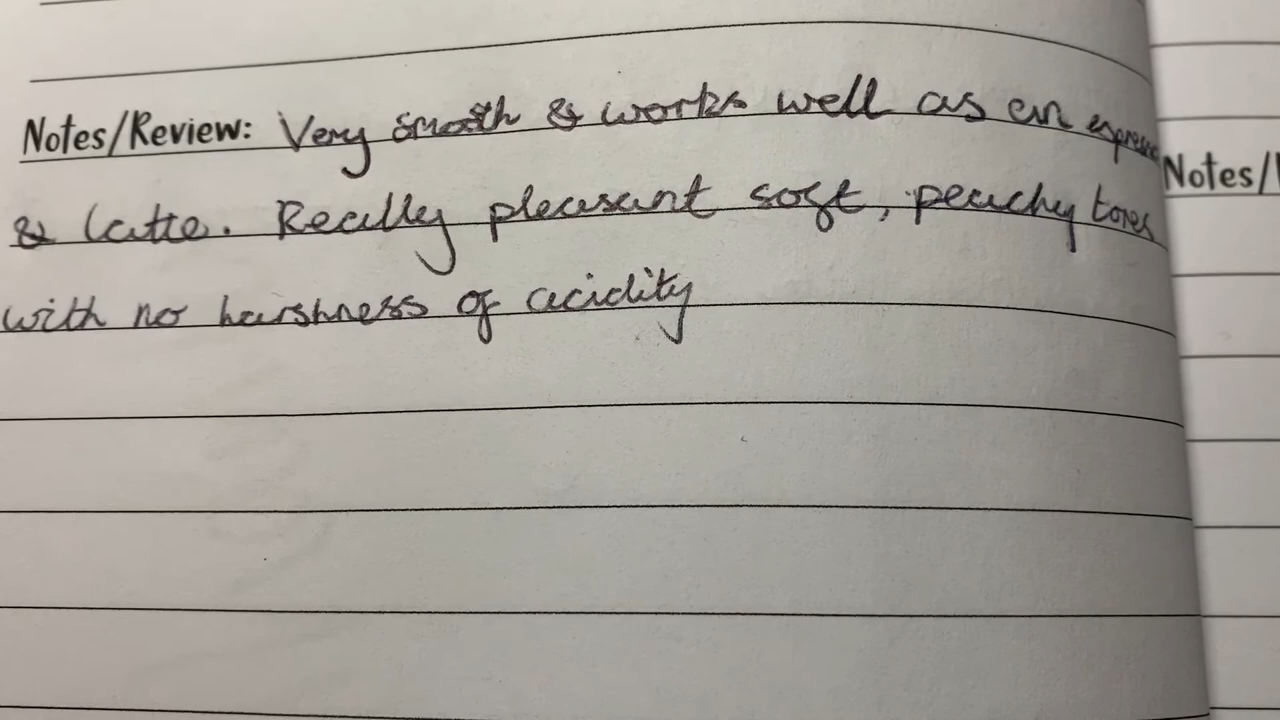 Notes/Review: Very smooth & works well as an espresso
& latte. Really pleasant soft, peachy tones
with no harshness of acidity
Notes/